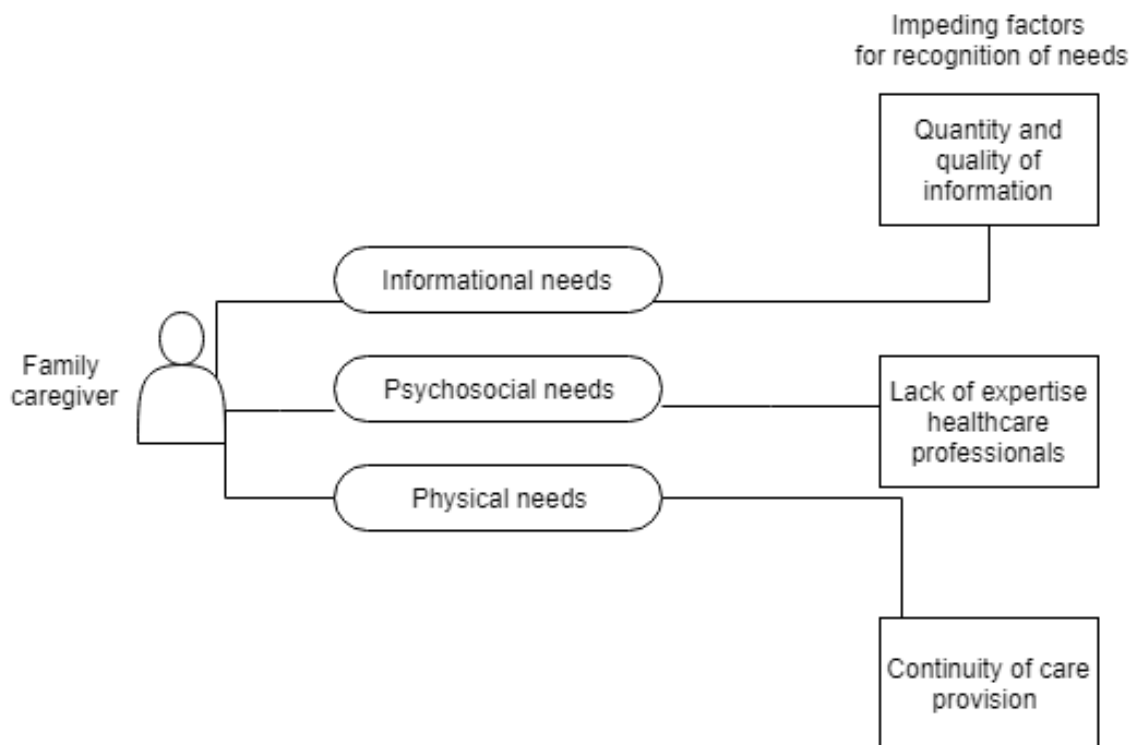 Impeding factors
for recognition of needs
Quantity and
quality of
information
Informational needs
Family
caregiver
Psychosocial needs
Lack of expertise
healthcare
professionals
Physical needs
Continuity of care
provision